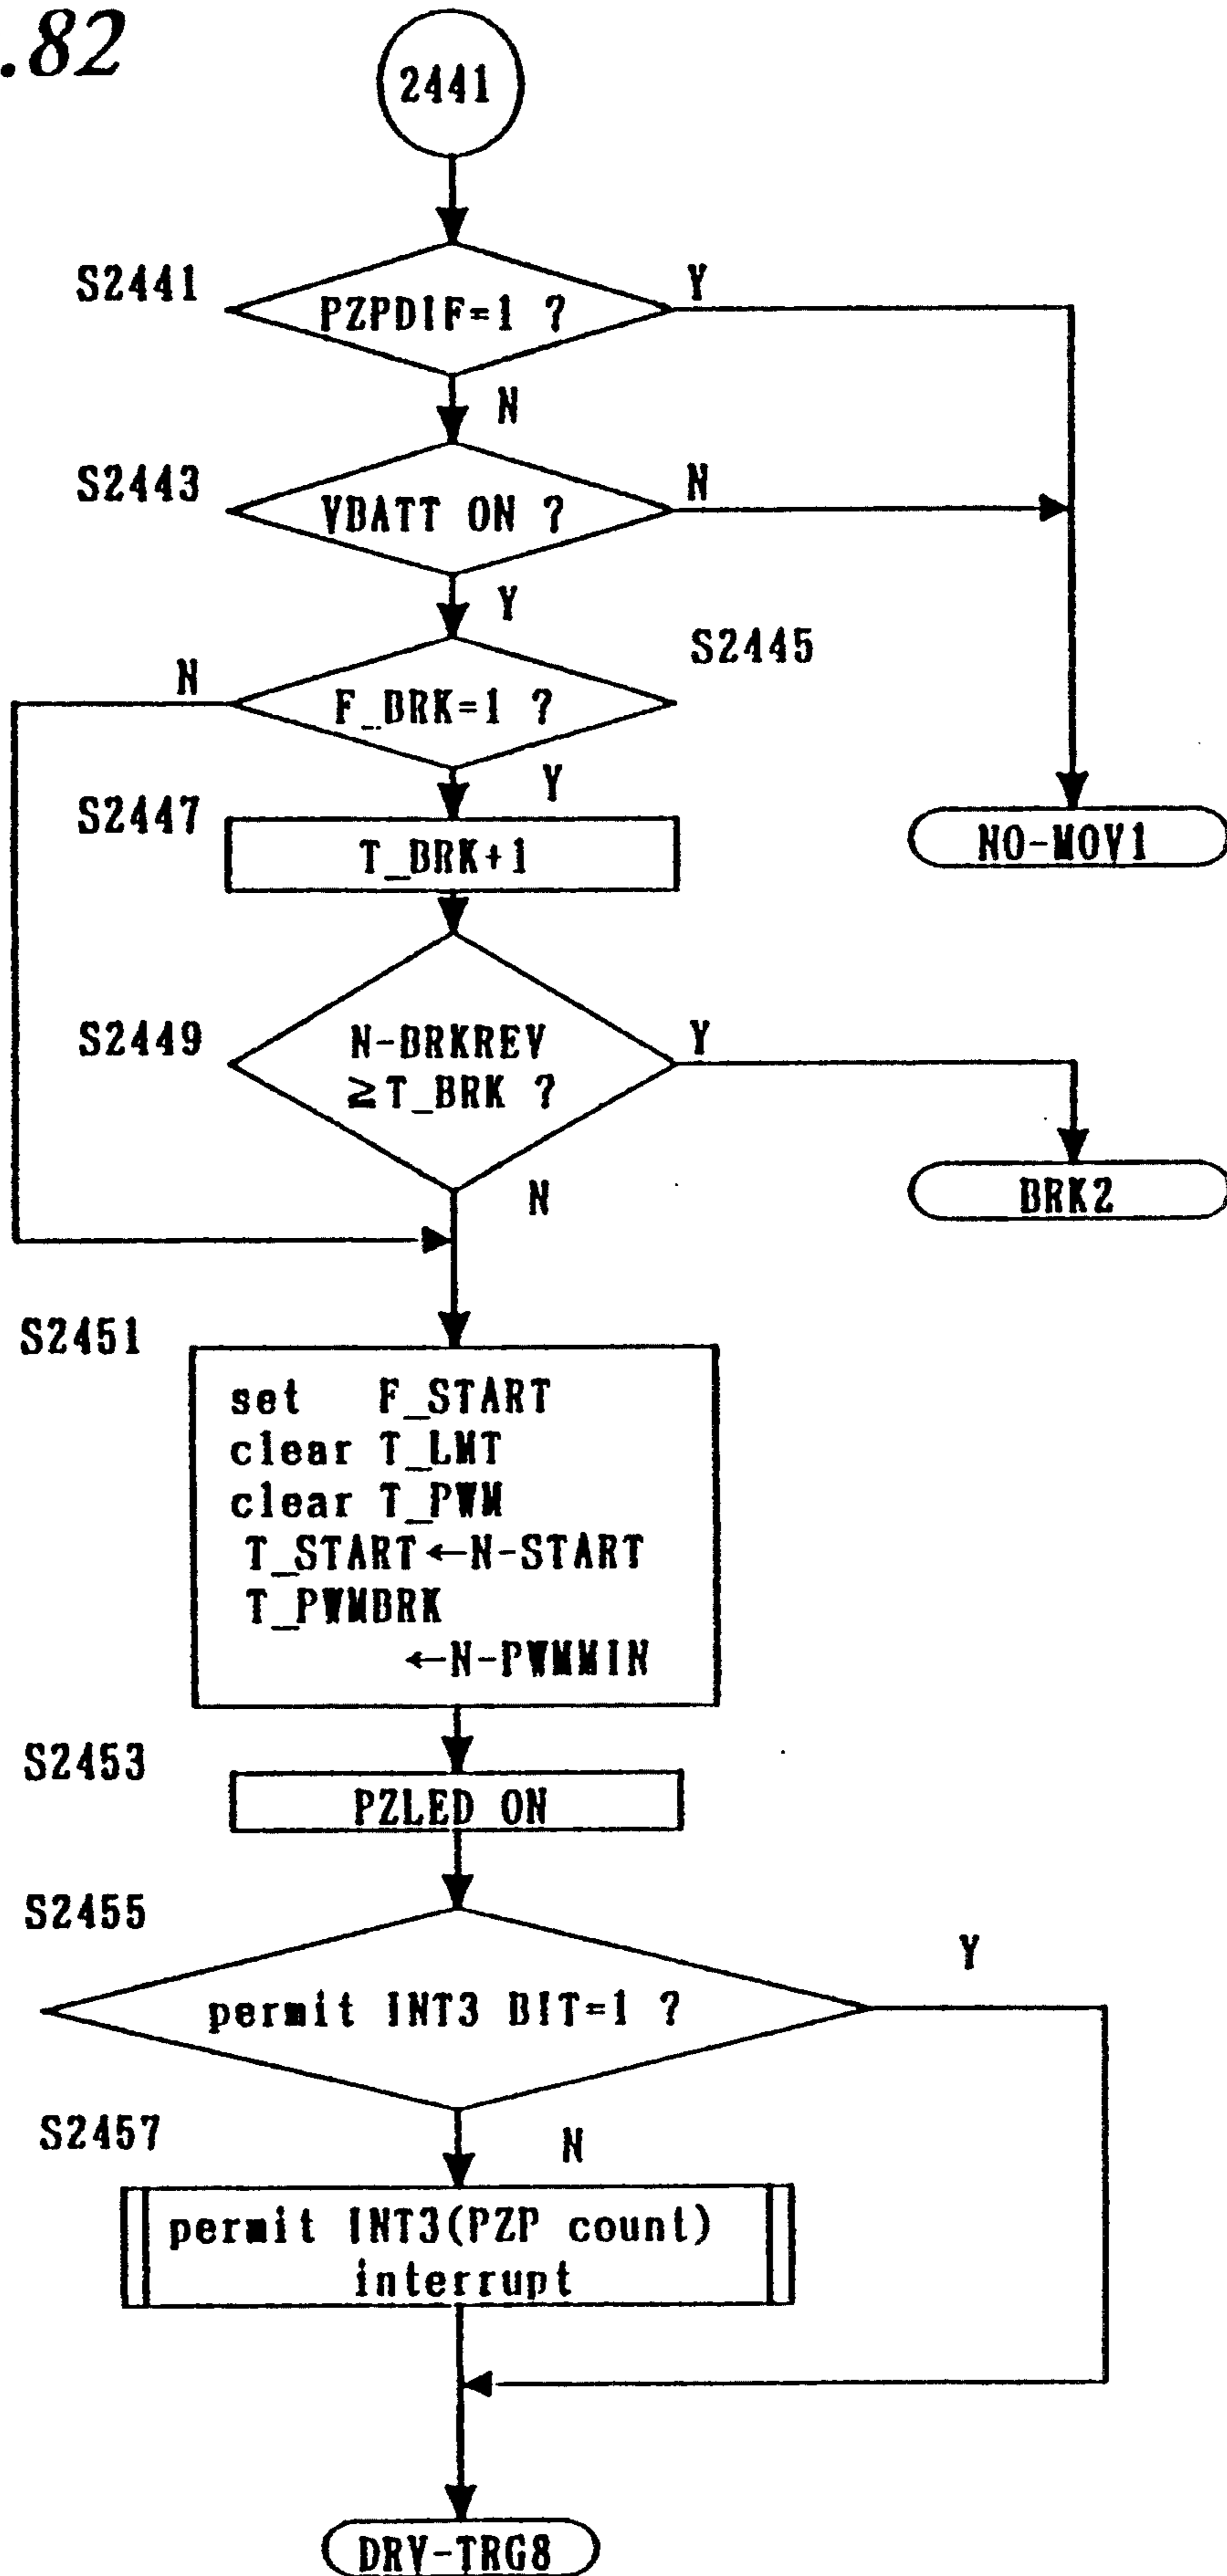 .82
2441
S2441
PZPDIF=1 ?
Y
N
S2443
VBATT ON ?
N
Y
S2445
F_BRK=1 ?
N
Y
S2447
T_BRK+1
NO-MOV1
S2449
N-BRKREV
≧T_BRK ?
Y
N
BRK2
S2451
set F_START
clear T_LMT
clear T_PWM
T_START←N-START
T_PWMBRK
←N-PWMMIN
S2453
PZLED ON
S2455
permit INT3 BIT=1 ?
Y
S2457
N
permit INT3(PZP count)
interrupt
DRV-TRG8